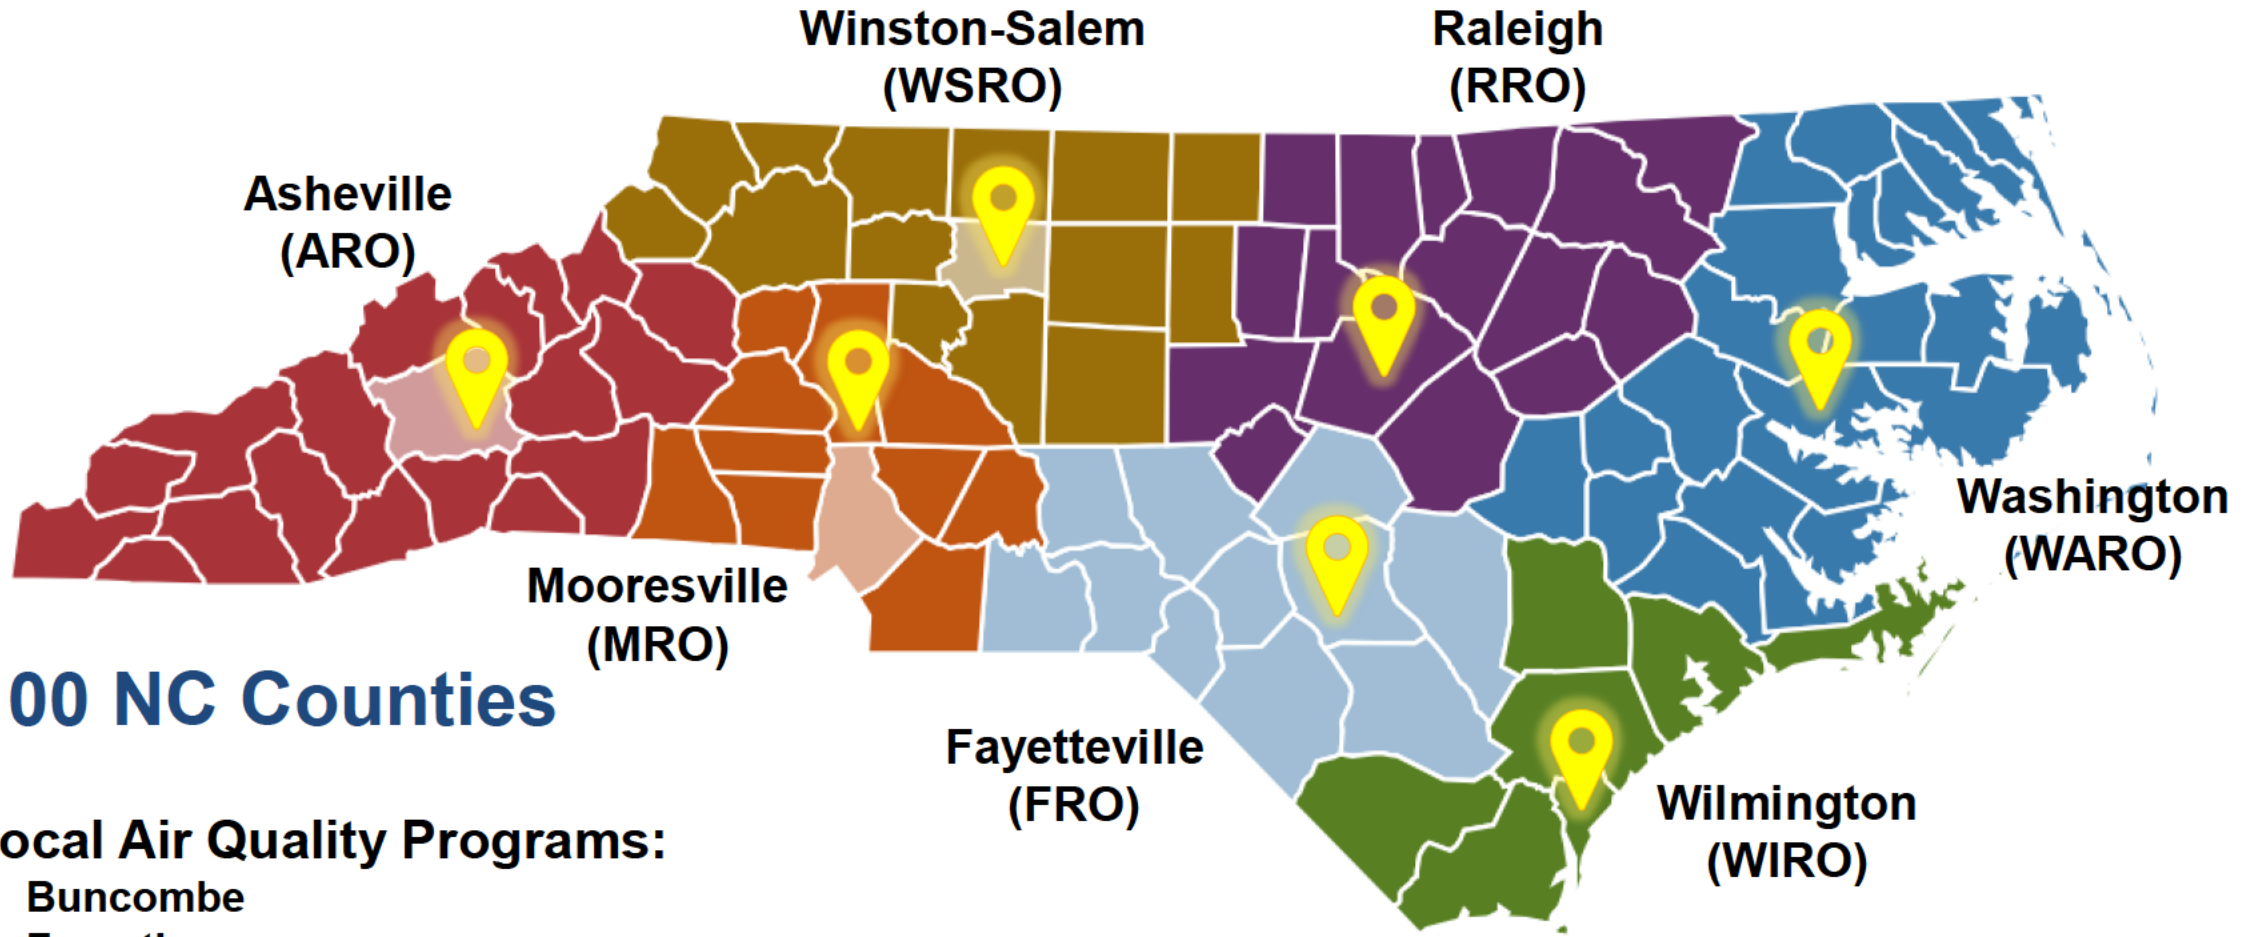 Winston-Salem
(WSRO)
Raleigh
(RRO)
Asheville
(ARO)
Washington
(WARO)
Mooresville
(MRO)
00 NC Counties
Fayetteville
(FRO)
Wilmington
(WIRO)
ocal Air Quality Programs:
Buncombe